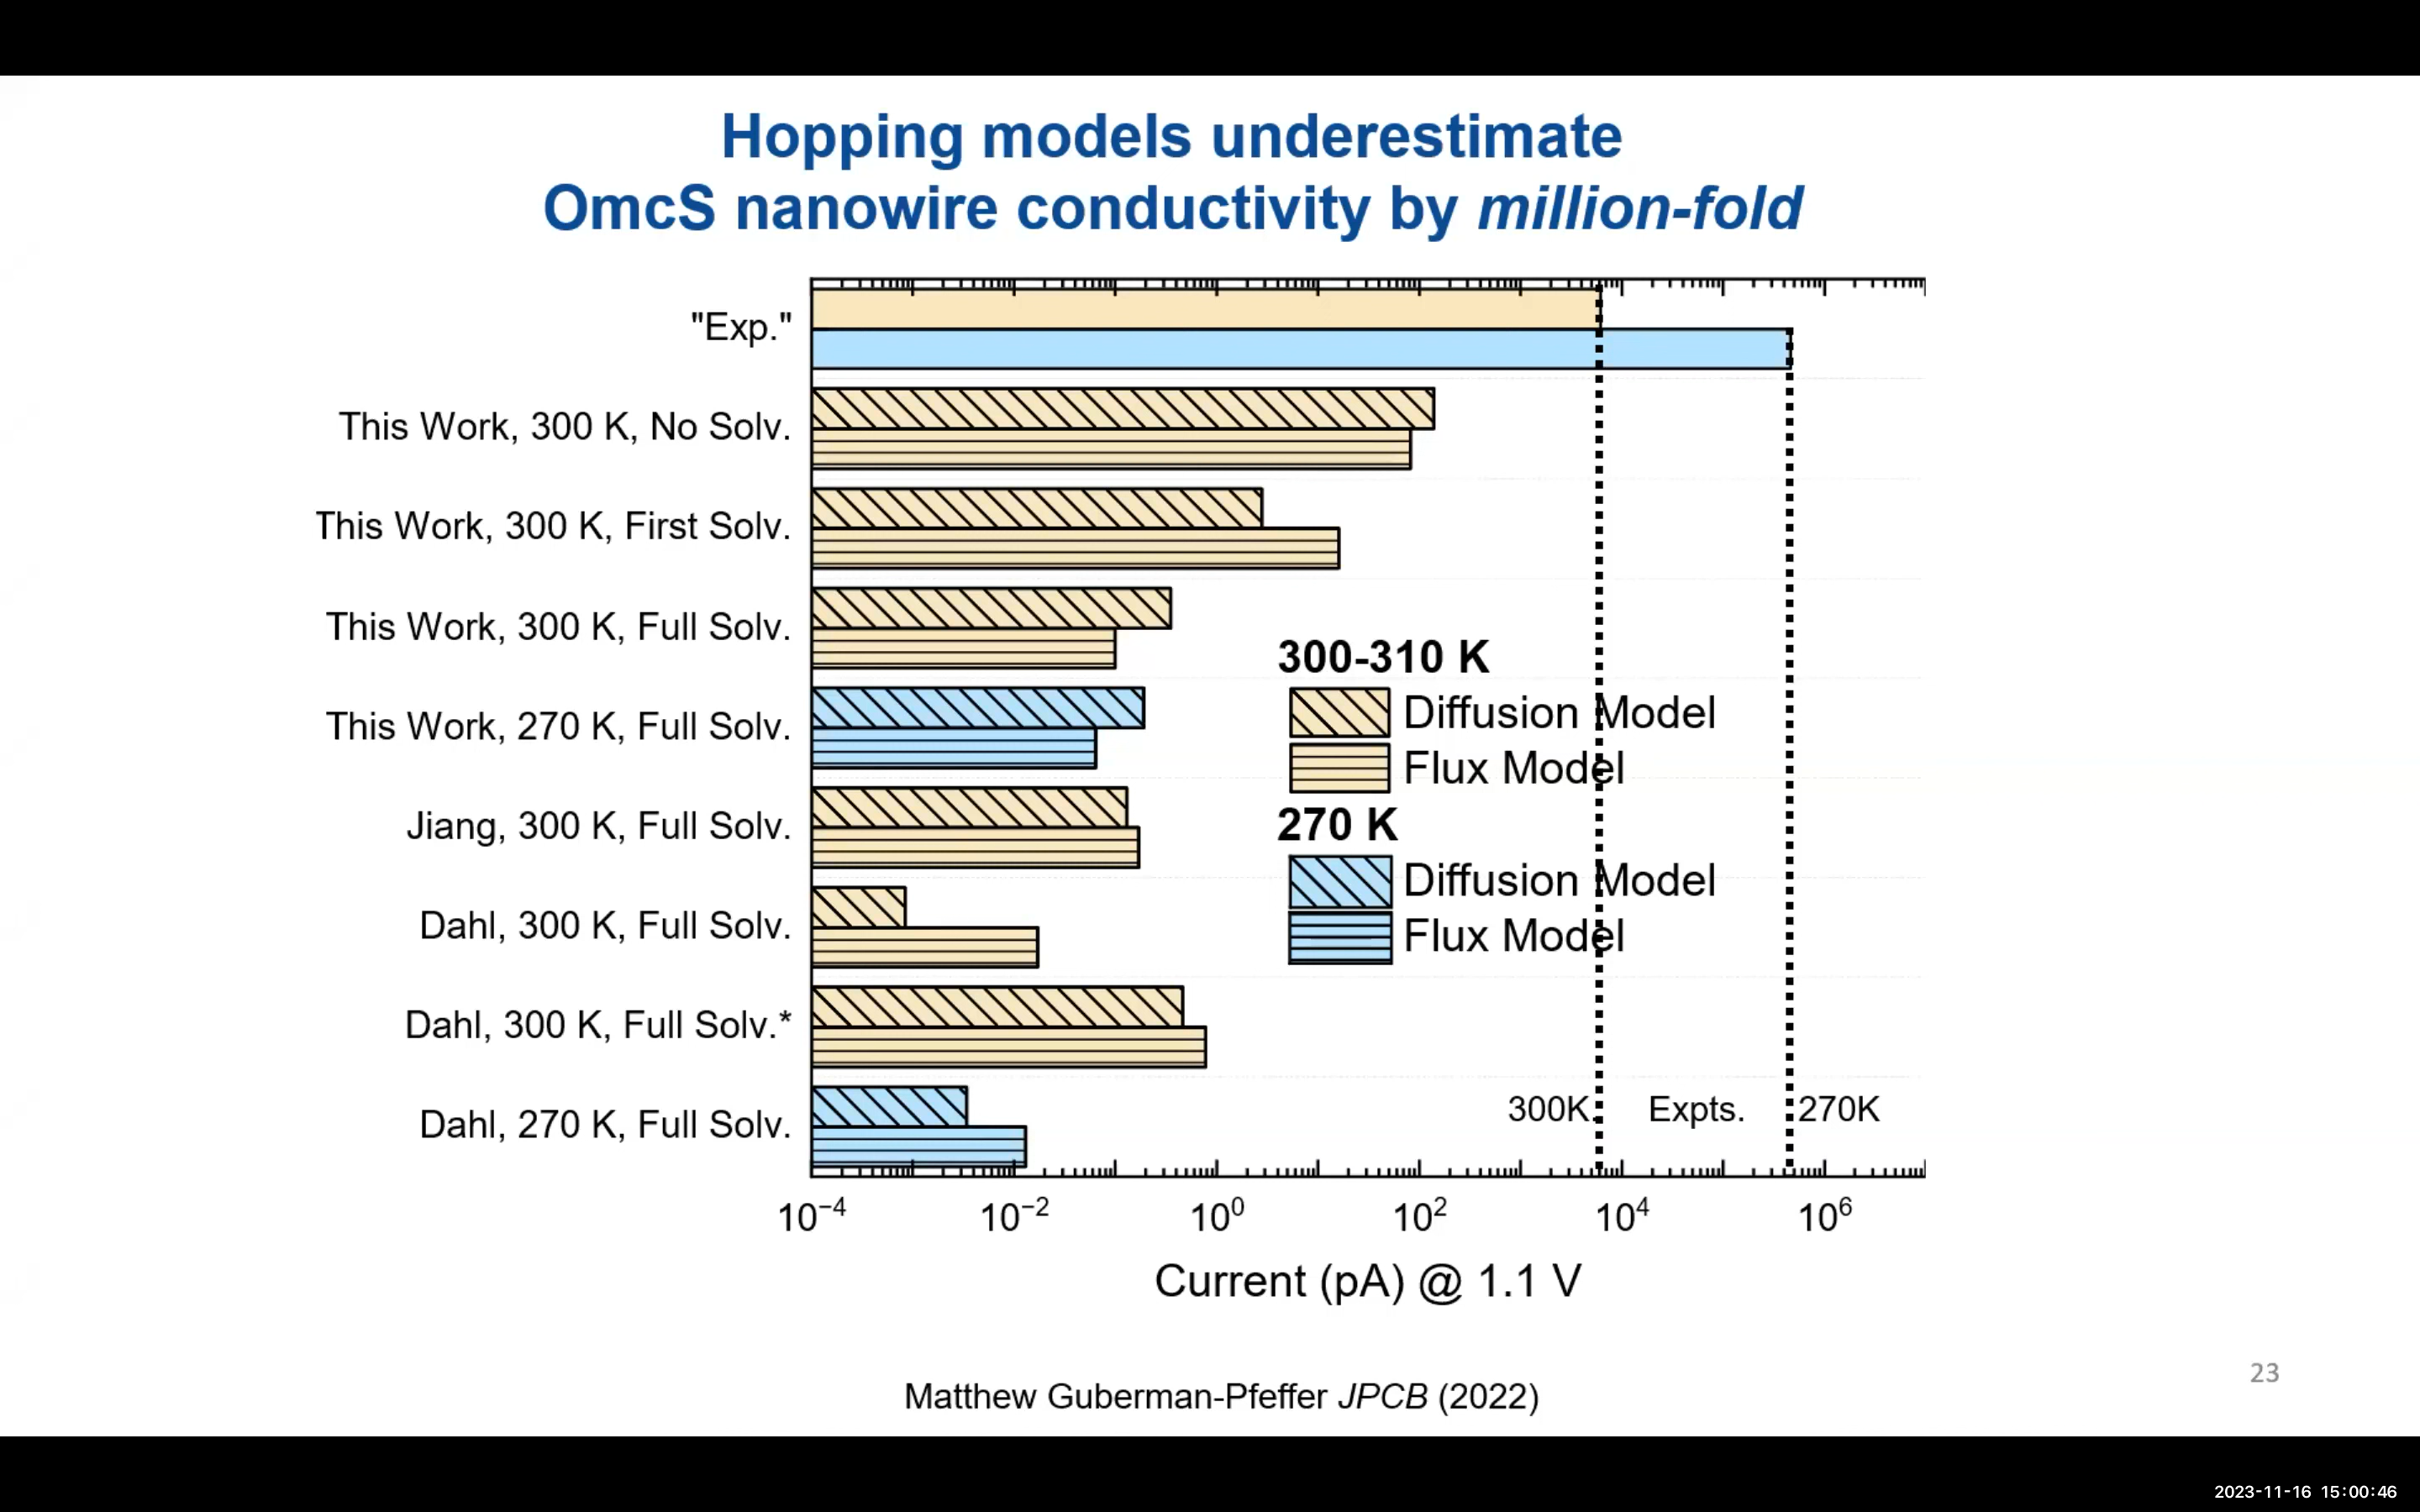 Hopping models underestimate
OmcS nanowire conductivity by million-fold
"Exp."
This Work, 300 K, No Solv.
This Work, 300 K, First Solv.
This Work, 300 K, Full Solv.
This Work, 270 K, Full Solv.
Jiang, 300 K, Full Solv.
Dahl, 300 K, Full Solv.
Dahl, 300 K, Full Solv.*
Dahl, 270 K, Full Solv.
300-310 K
Diffusion Model
Flux Model
270 K
Diffusion Model
Flux Model
300K Expts. 270K
10⁻⁴ 10⁻² 10⁰ 10² 10⁴ 10⁶
Current (pA) @ 1.1 V
Matthew Guberman-Pfeffer JPCB (2022)
23
2023-11-16 15:00:46